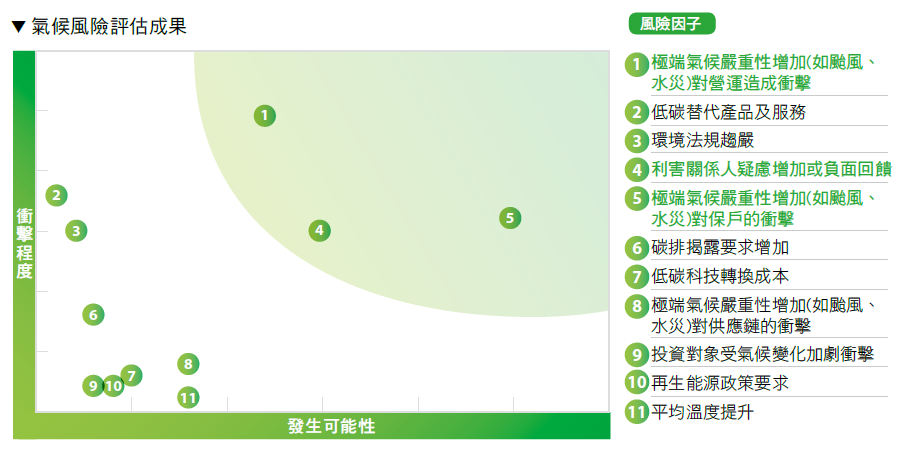 ▼ 氣候風險評估成果
衝擊程度
1
2
3
4
5
6
7
8
9
10
11
發生可能性
風險因子
1 極端氣候嚴重性增加(如颱風、
水災)對營運造成衝擊
2 低碳替代產品及服務
3 環境法規趨嚴
4 利害關係人疑慮增加或負面回饋
5 極端氣候嚴重性增加(如颱風、
水災)對保戶的衝擊
6 碳排揭露要求增加
7 低碳科技轉換成本
8 極端氣候嚴重性增加(如颱風、
水災)對供應鏈的衝擊
9 投資對象受氣候變化加劇衝擊
10 再生能源政策要求
11 平均溫度提升